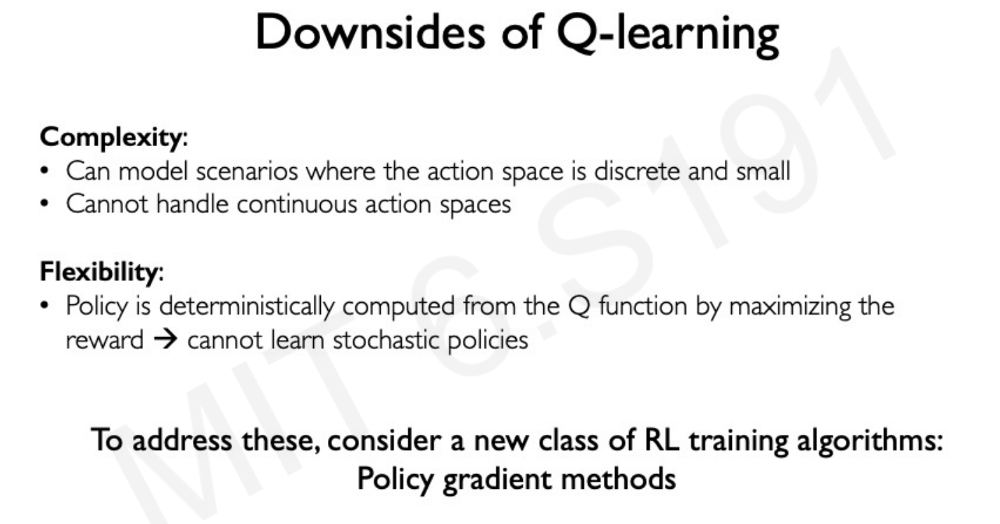 Downsides of Q-learning
Complexity:
• Can model scenarios where the action space is discrete and small
• Cannot handle continuous action spaces
Flexibility:
• Policy is deterministically computed from the Q function by maximizing the
reward → cannot learn stochastic policies
To address these, consider a new class of RL training algorithms:
Policy gradient methods
MIT 6.S191